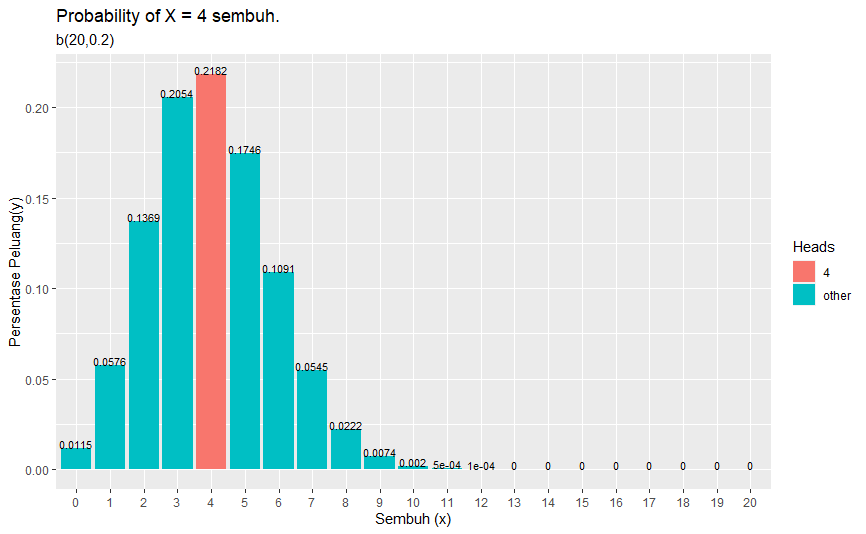 Probability of X = 4 sembuh.
b(20,0.2)
Persentase Peluang(y)
0.20
0.15
0.10
0.05
0.00
0.0115
0.0576
0.1369
0.2054
0.2182
0.1746
0.1091
0.0545
0.0222
0.0074
0.002
5e-04
1e-04
0
0
0
0
0
0
0
0
0 1 2 3 4 5 6 7 8 9 10 11 12 13 14 15 16 17 18 19 20
Sembuh (x)
Heads
4
other